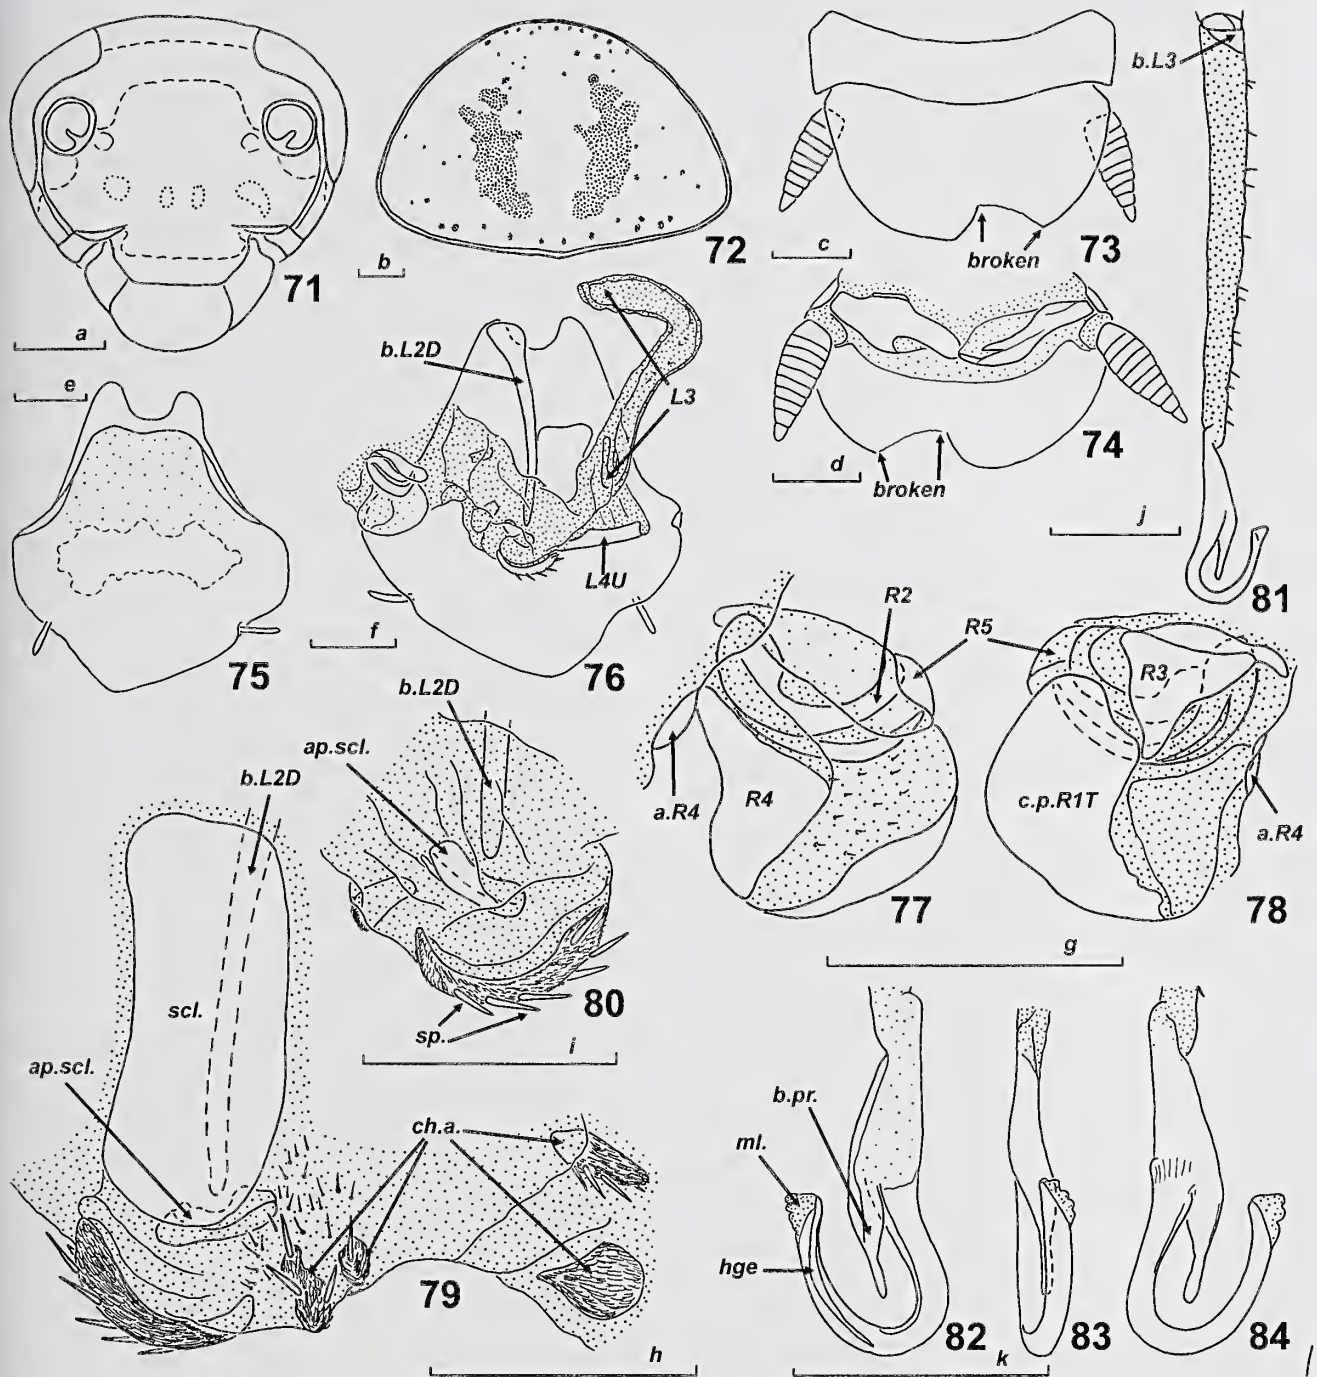 71
a
72
b
73
c
broken
b.L3
74
d
broken
j
81
e
75
b.L2D
L3
L4U
f
76
R2
R5
R4
a.R4
77
R3
c.p.R1T
a.R4
78
g
b.L2D
ap.scl.
sp.
80
i
b.L2D
scl.
ap.scl.
ch.a.
79
h
b.pr.
ml.
hge
82
83
84
k